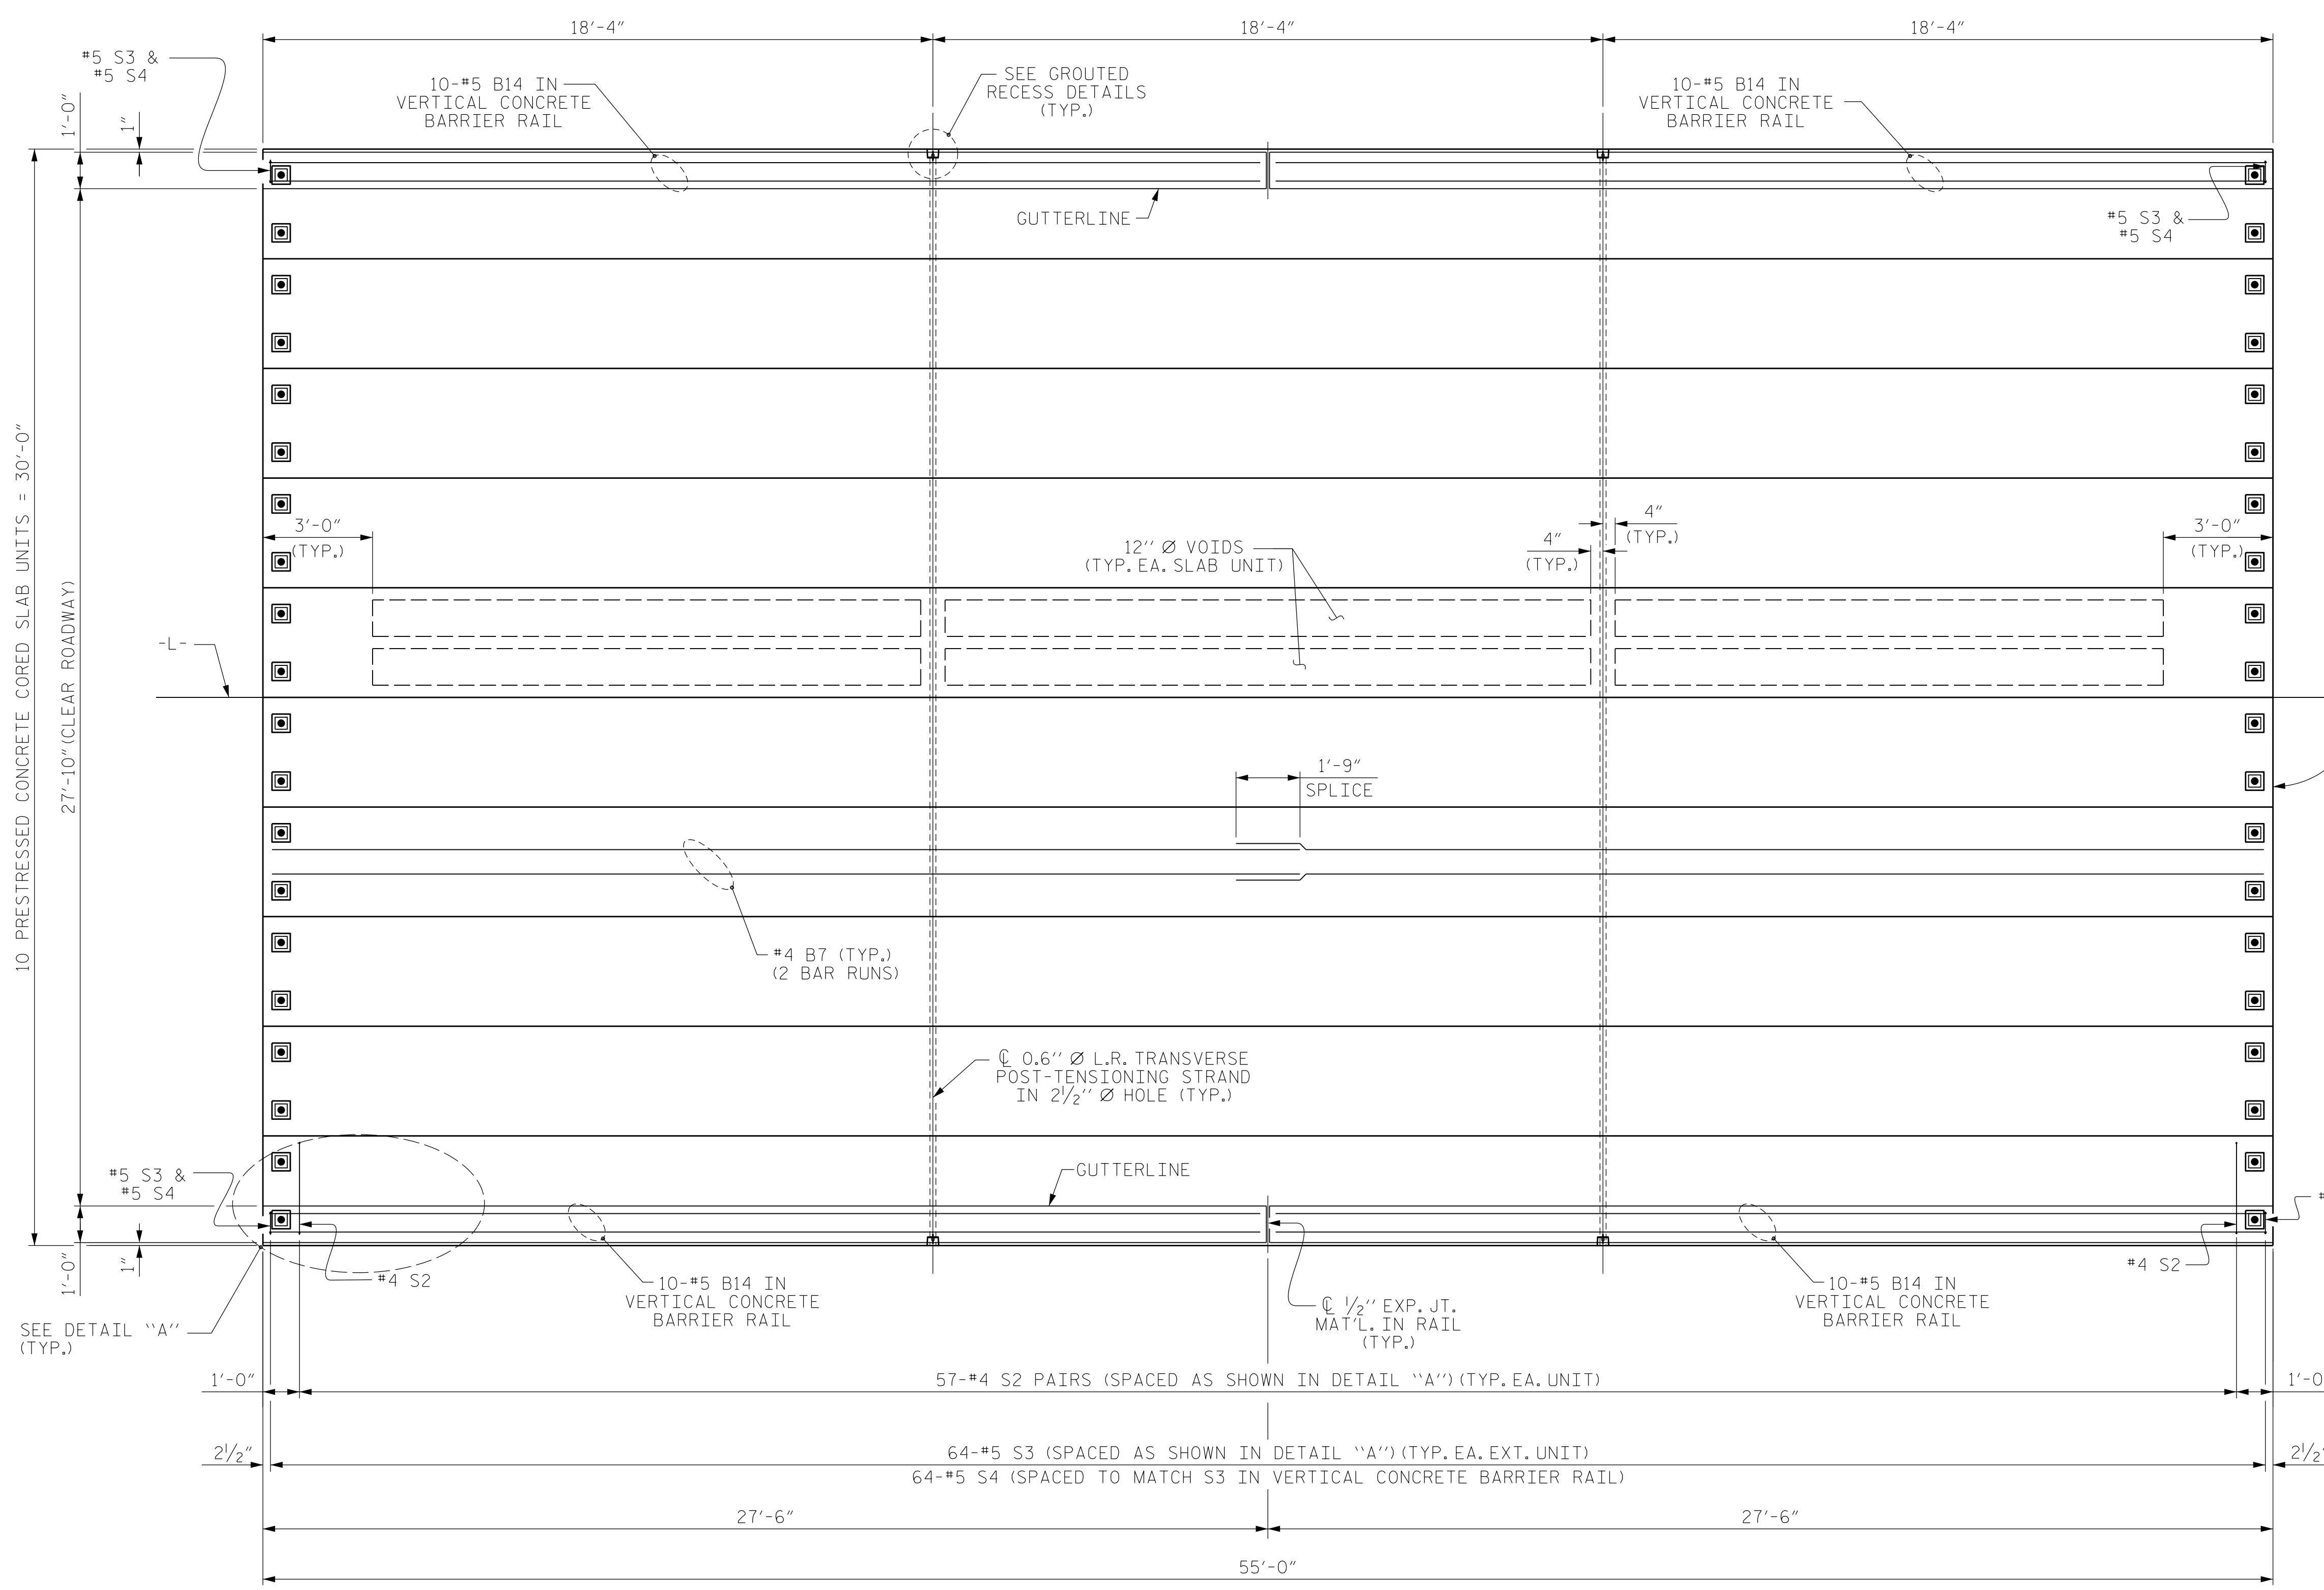 18'-4"
18'-4"
18'-4"
#5 S3 &
#5 S4
10-#5 B14 IN
VERTICAL CONCRETE
BARRIER RAIL
SEE GROUTED
RECESS DETAILS
(TYP.)
10-#5 B14 IN
VERTICAL CONCRETE
BARRIER RAIL
1'-0"
1"
GUTTERLINE
#5 S3 &
#5 S4
10 PRESTRESSED CONCRETE CORED SLAB UNITS = 30'-0"
27'-10" (CLEAR ROADWAY)
3'-0"
(TYP.)
12'' Ø VOIDS
(TYP. EA. SLAB UNIT)
4"
(TYP.)
4"
(TYP.)
3'-0"
(TYP.)
-L-
1'-9"
SPLICE
#4 B7 (TYP.)
(2 BAR RUNS)
℄ 0.6'' Ø L.R. TRANSVERSE
POST-TENSIONING STRAND
IN 2½'' Ø HOLE (TYP.)
#5 S3 &
#5 S4
GUTTERLINE
#
1'-0"
1"
#4 S2
#4 S2
10-#5 B14 IN
VERTICAL CONCRETE
BARRIER RAIL
℄ ½'' EXP. JT.
MAT'L. IN RAIL
(TYP.)
10-#5 B14 IN
VERTICAL CONCRETE
BARRIER RAIL
SEE DETAIL ``A''
(TYP.)
1'-0"
57-#4 S2 PAIRS (SPACED AS SHOWN IN DETAIL ``A'') (TYP. EA. UNIT)
1'-0
2½"
64-#5 S3 (SPACED AS SHOWN IN DETAIL ``A'') (TYP. EA. EXT. UNIT)
64-#5 S4 (SPACED TO MATCH S3 IN VERTICAL CONCRETE BARRIER RAIL)
2½"
27'-6"
27'-6"
55'-0"